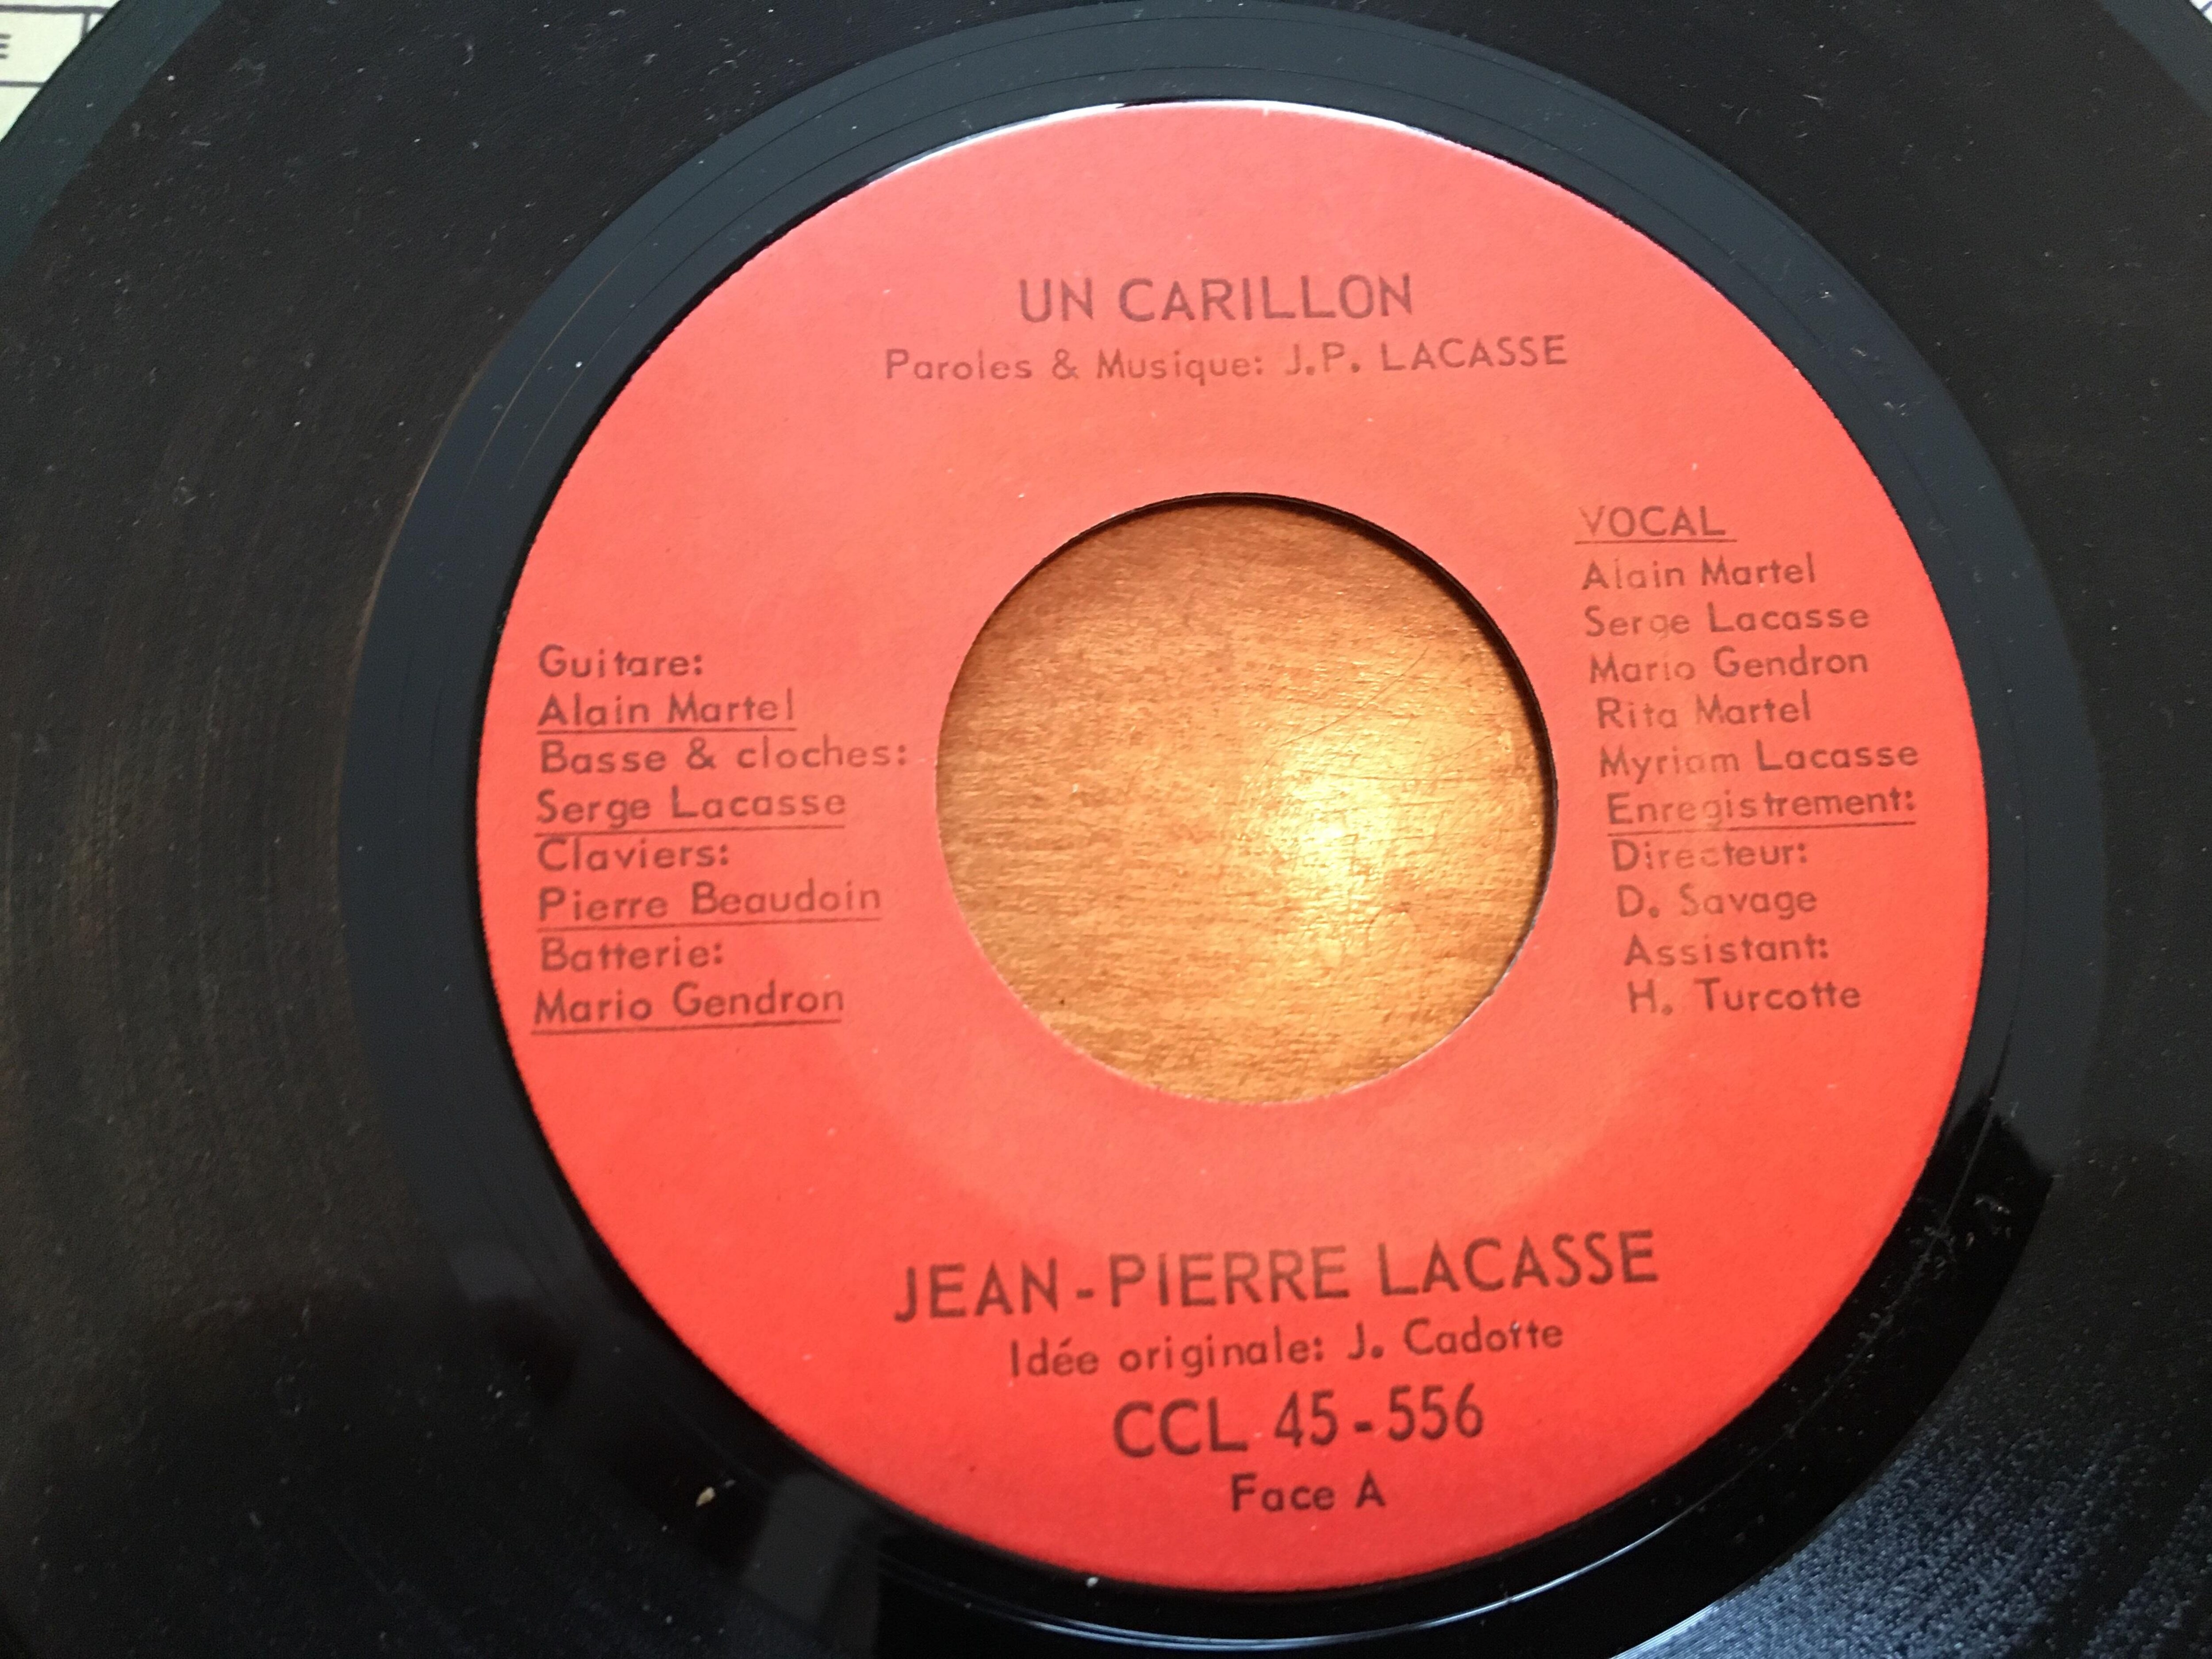 UN CARILLON
Paroles & Musique: J.P. LACASSE
Guitare:
Alain Martel
Basse & cloches:
Serge Lacasse
Claviers:
Pierre Beaudoin
Batterie:
Mario Gendron
VOCAL
Alain Martel
Serge Lacasse
Mario Gendron
Rita Martel
Myriam Lacasse
Enregistrement:
Directeur:
D. Savage
Assistant:
H. Turcotte
JEAN-PIERRE LACASSE
Idée originale: J. Cadotte
CCL 45-556
Face A